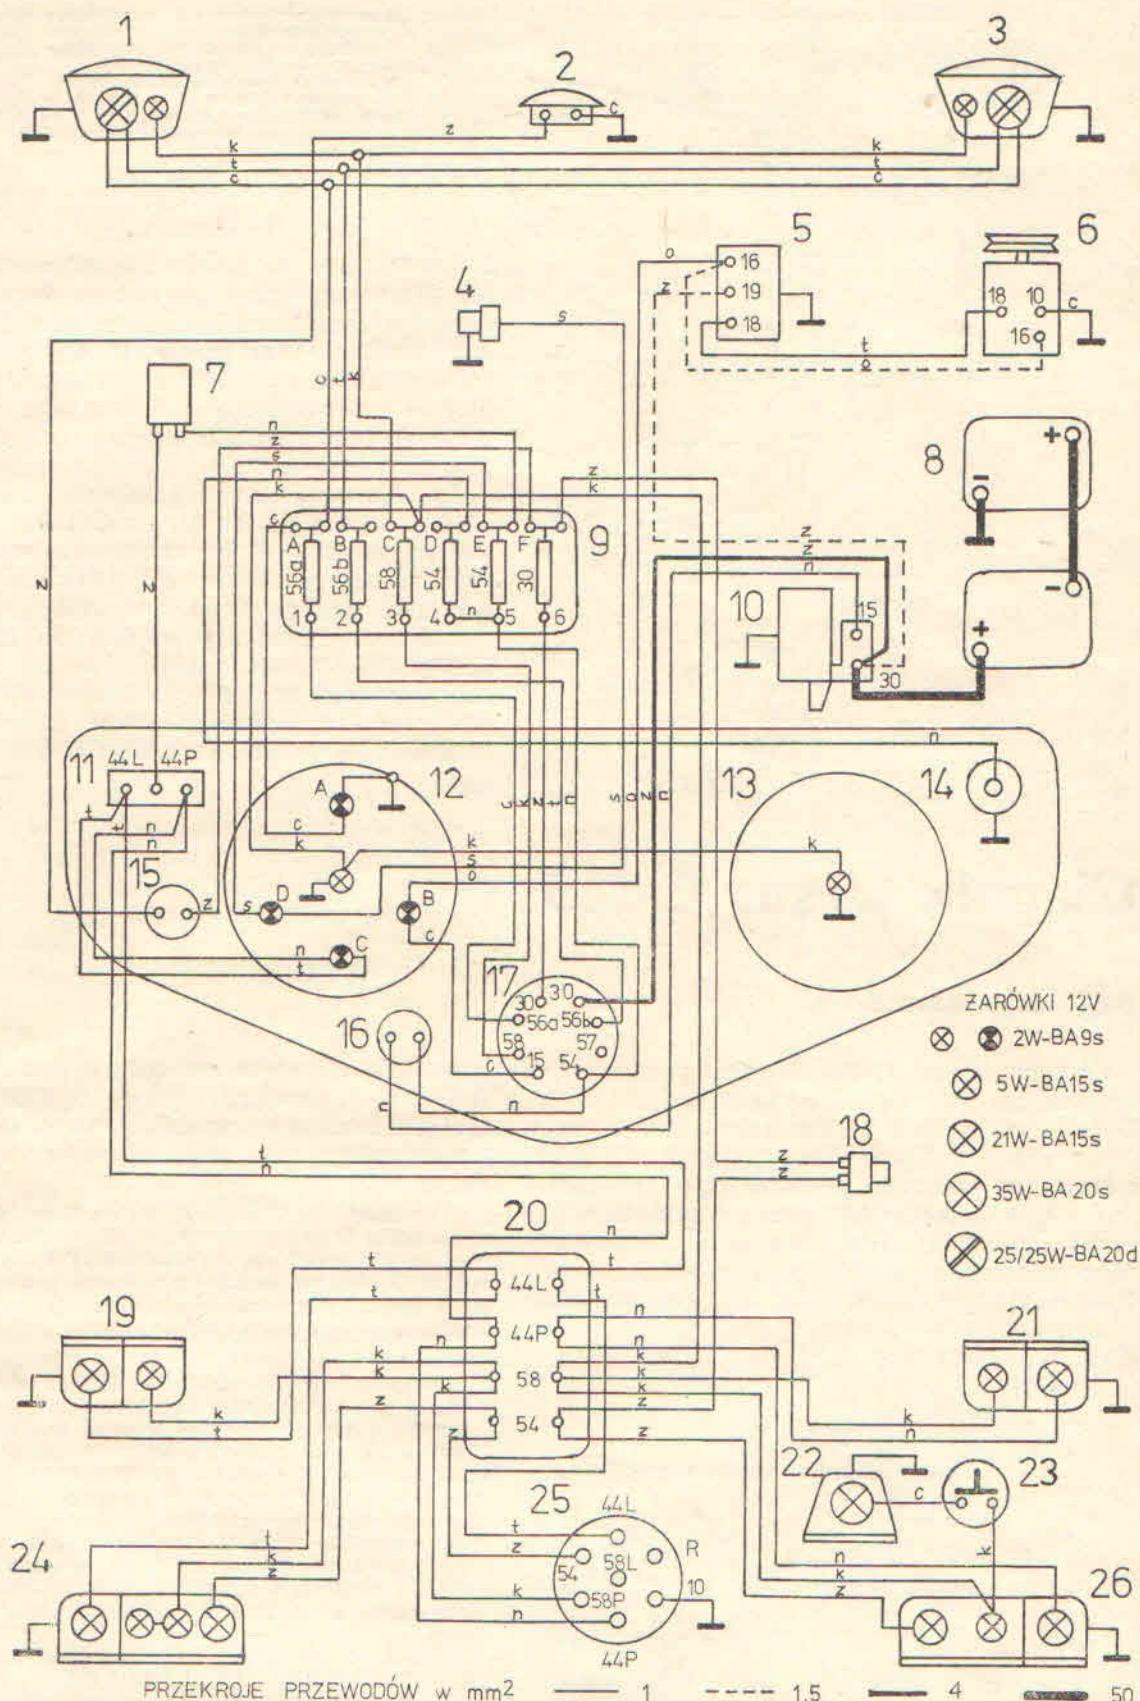 1
2
3
c
z
k k
t t
c c
4
5
6
o
16
z
19
18
s
18 10 c
16
t
o
7
c t k
8
+
-
n
z
s
n
k
z
k
c
A B C D E F
9
56a 56b 58 54 54 30
1 2 3 4 n 5 6
z
z
z
z
n
10
15
30
-
+
n
11 44L 44P
A
12
13
14
t t n
n
c
k
k
s
o
k
15
z
s
D
B
c
n
C
t
17
30 30
56a 56b
58 57
15 54
c
16
n
n
ŻARÓWKI 12V
2W-BA9s
5W-BA15s
21W-BA15s
35W-BA20s
25/25W-BA20d
18
z
z
t
n
20
n
t
44L
t
t
t
19
n
44P
n
21
n
k
k
58
k
k
k
k
z
54
z
z
z
k
t
k
n
22
23
c
k
25
44L
t
z
54
58L
R
k
58P
10
n
44P
24
t
k
z
n
k
z
26
PRZEKROJE PRZEWODÓW w mm2 1 1,5 4 50